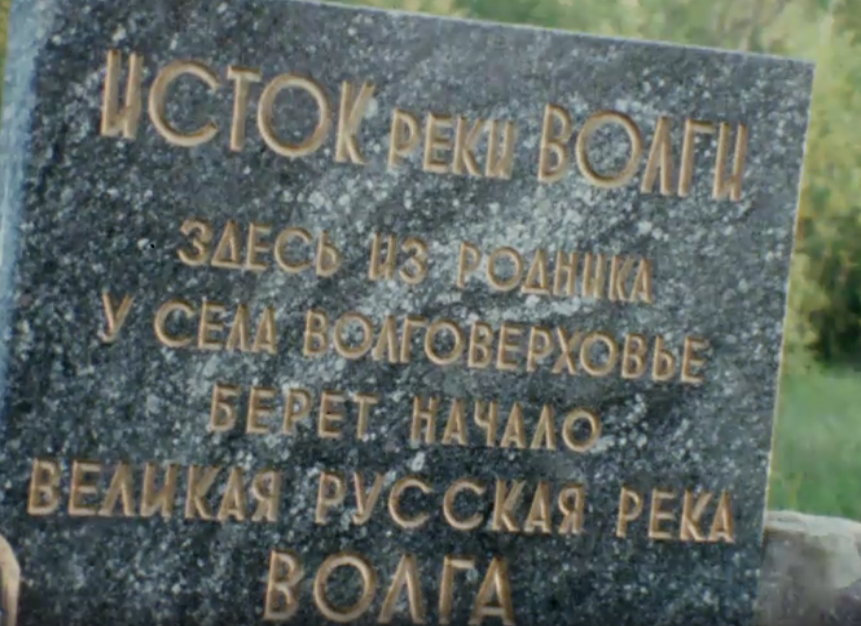 ИСТОК РЕКИ ВОЛГИ
ЗДЕСЬ ИЗ РОДНИКА
У СЕЛА ВОЛГОВЕРХОВЬЕ
БЕРЕТ НАЧАЛО
ВЕЛИКАЯ РУССКАЯ РЕКА
ВОЛГА